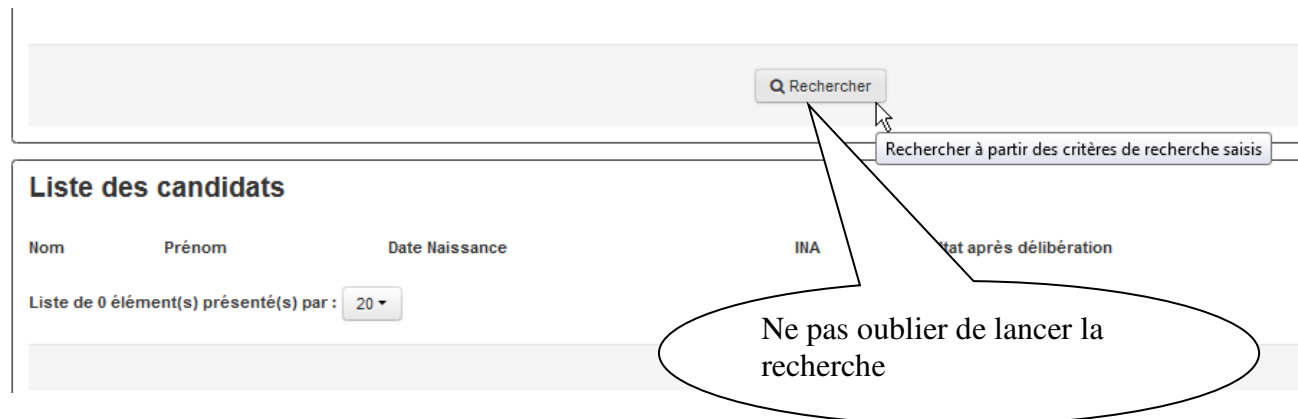 Rechercher
Rechercher à partir des critères de recherche saisis
Liste des candidats
Nom Prénom Date Naissance INA tat après délibération
Liste de 0 élément(s) présenté(s) par : 20
Ne pas oublier de lancer la
recherche